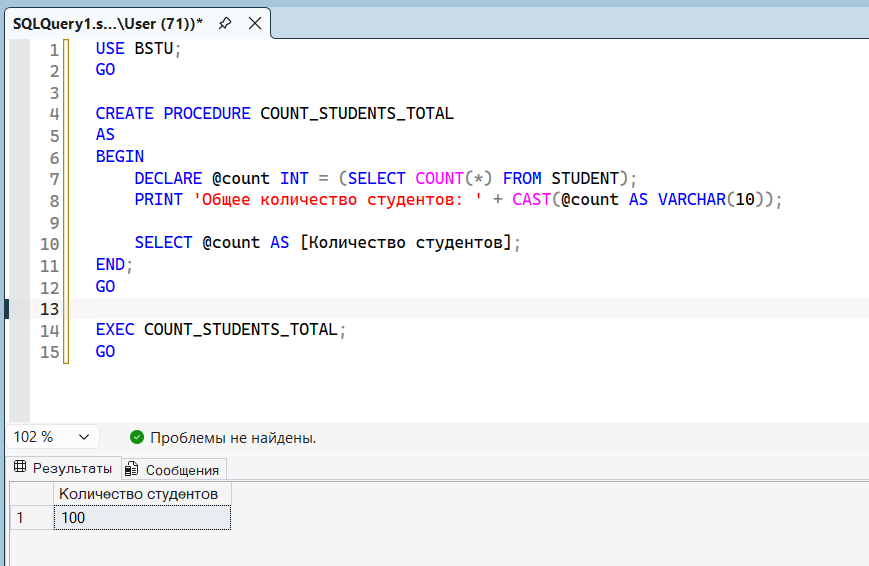 SQLQuery1.s...\User (71))*
1 USE BSTU;
2 GO
3
4 CREATE PROCEDURE COUNT_STUDENTS_TOTAL
5 AS
6 BEGIN
7 DECLARE @count INT = (SELECT COUNT(*) FROM STUDENT);
8 PRINT 'Общее количество студентов: ' + CAST(@count AS VARCHAR(10));
9
10 SELECT @count AS [Количество студентов];
11 END;
12 GO
13
14 EXEC COUNT_STUDENTS_TOTAL;
15 GO
102 % Проблемы не найдены.
Результаты Сообщения
Количество студентов
1 100